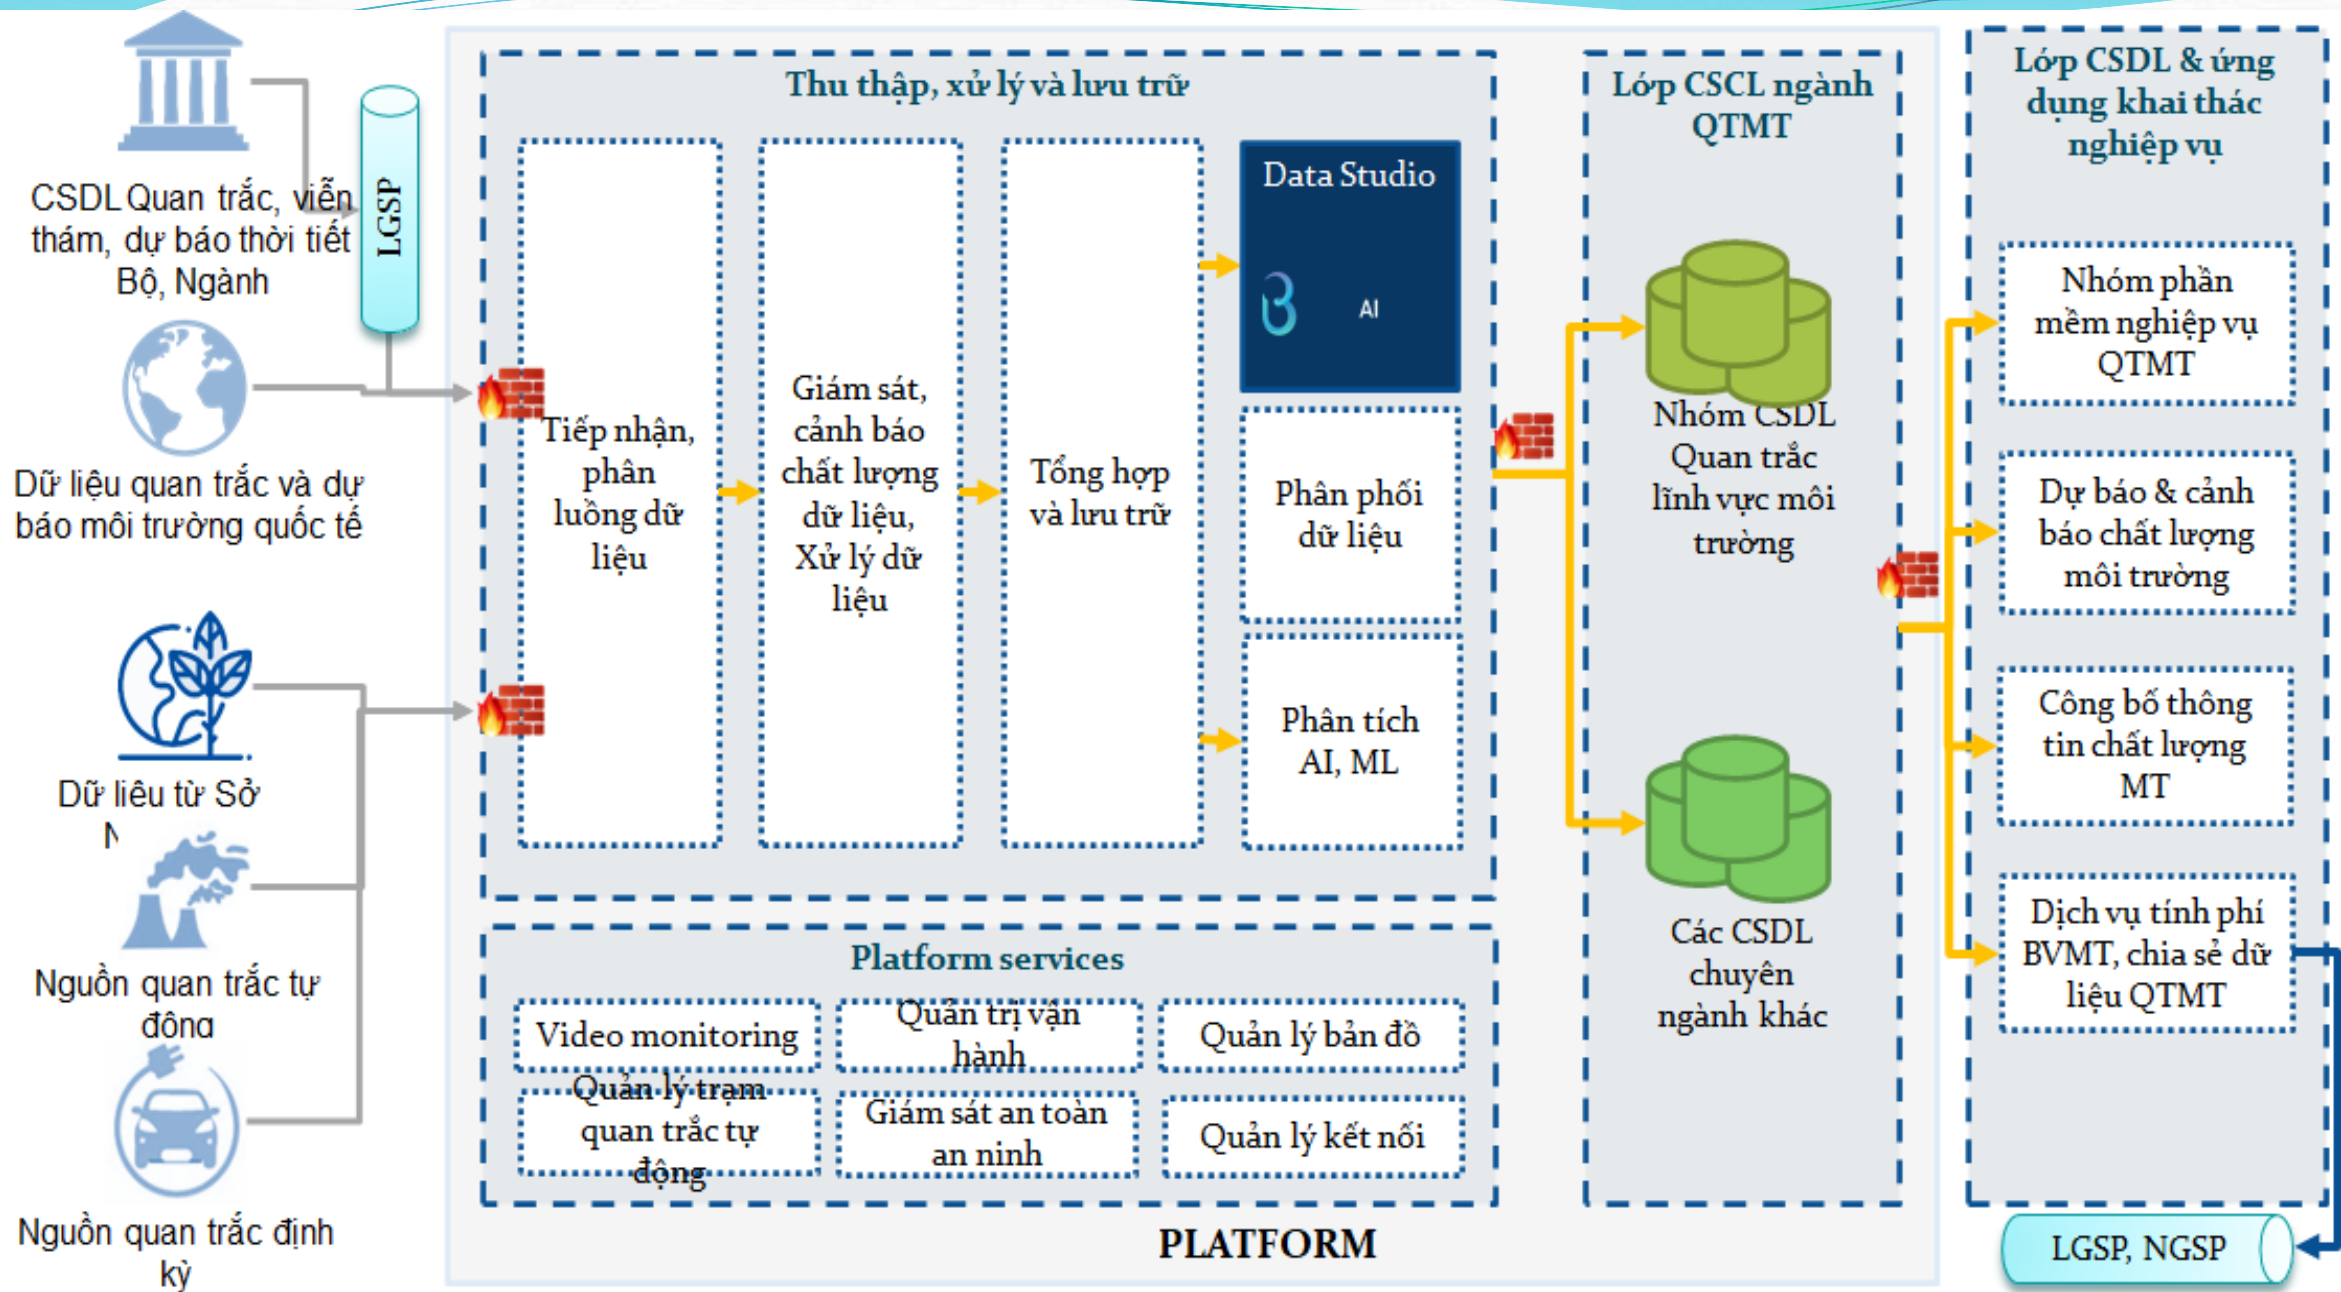 CSDL Quan trắc, viễn
thám, dự báo thời tiết
Bộ, Ngành
LGSP
Dữ liệu quan trắc và dự
báo môi trường quốc tế
Dữ liêu từ Sở
Nguồn quan trắc tự
động
Nguồn quan trắc định
kỳ
Thu thập, xử lý và lưu trữ
Tiếp nhận,
phân
luồng dữ
liệu
Giám sát,
cảnh báo
chất lượng
dữ liệu,
Xử lý dữ
liệu
Tổng hợp
và lưu trữ
Data Studio
AI
Phân phối
dữ liệu
Phân tích
AI, ML
Platform services
Video monitoring
Quản trị vận
hành
Quản lý bản đồ
Quản lý trạm
quan trắc tự
động
Giám sát an toàn
an ninh
Quản lý kết nối
PLATFORM
Lớp CSCL ngành
QTMT
Nhóm CSDL
Quan trắc
lĩnh vực môi
trường
Các CSDL
chuyên
ngành khác
Lớp CSDL & ứng
dụng khai thác
nghiệp vụ
Nhóm phần
mềm nghiệp vụ
QTMT
Dự báo & cảnh
báo chất lượng
môi trường
Công bố thông
tin chất lượng
MT
Dịch vụ tính phí
BVMT, chia sẻ dữ
liệu QTMT
LGSP, NGSP